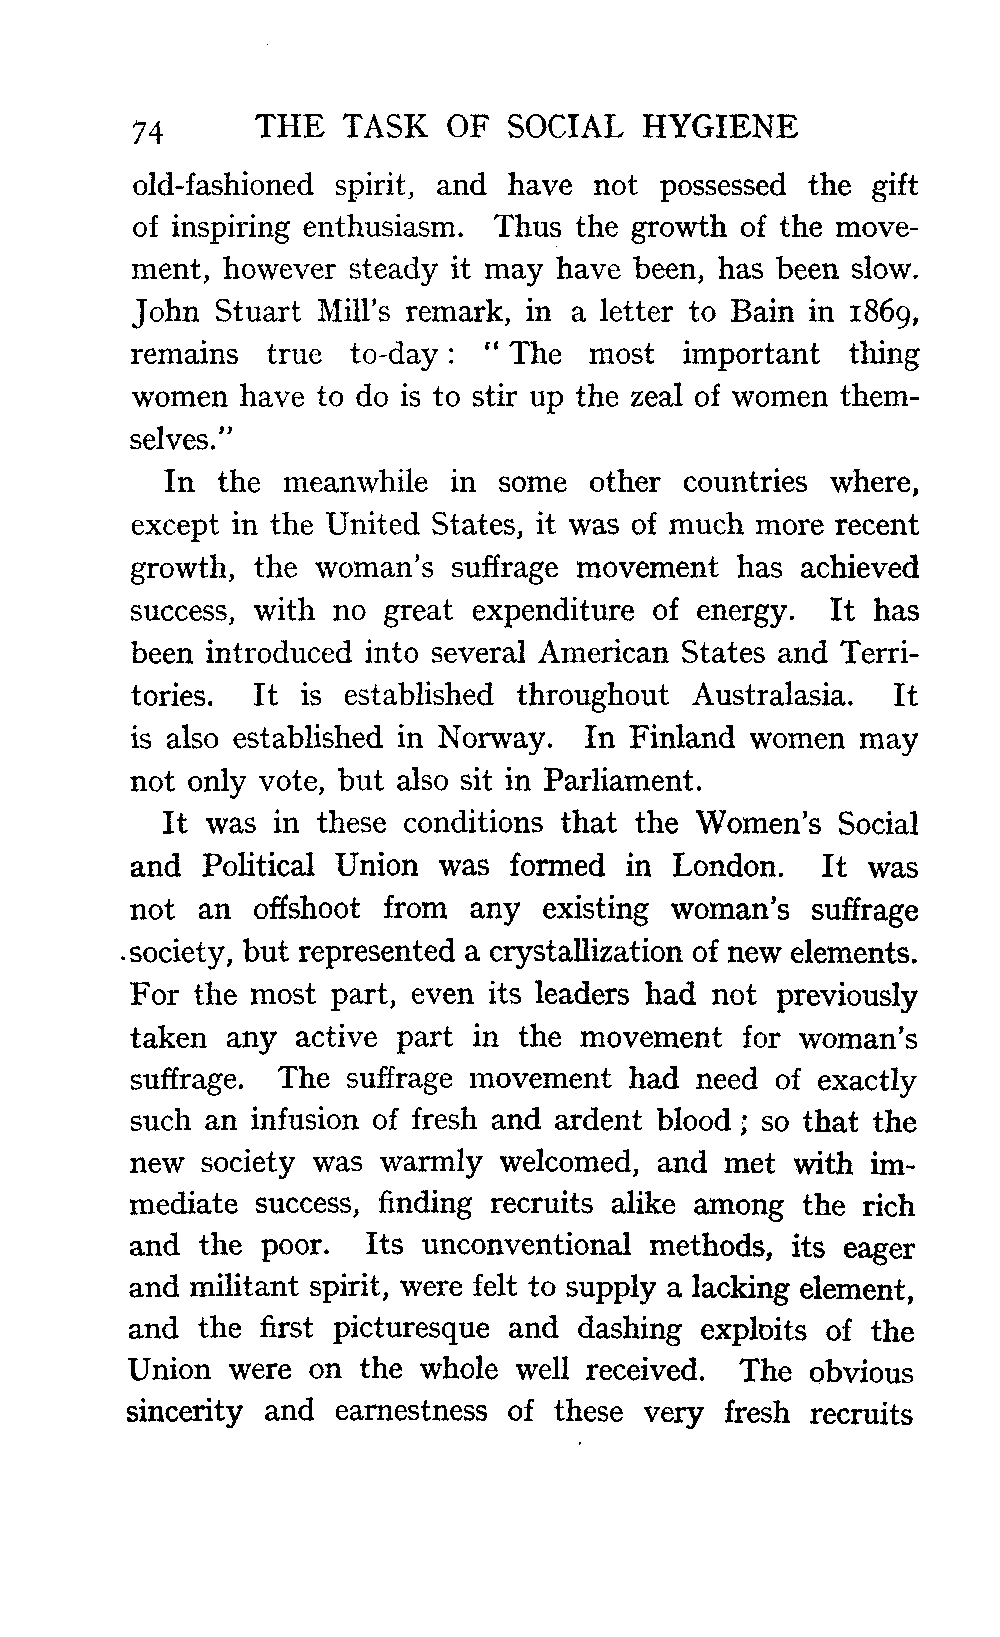 74 THE TASK OF SOCIAL HYGIENE
old-fashioned spirit, and have not possessed the gift
of inspiring enthusiasm. Thus the growth of the move-
ment, however steady it may have been, has been slow.
John Stuart Mill's remark, in a letter to Bain in 1869,
remains true to-day : " The most important thing
women have to do is to stir up the zeal of women them-
selves."
In the meanwhile in some other countries where,
except in the United States, it was of much more recent
growth, the woman's suffrage movement has achieved
success, with no great expenditure of energy. It has
been introduced into several American States and Terri-
tories. It is established throughout Australasia. It
is also established in Norway. In Finland women may
not only vote, but also sit in Parliament.
It was in these conditions that the Women's Social
and Political Union was formed in London. It was
not an offshoot from any existing woman's suffrage
society, but represented a crystallization of new elements.
For the most part, even its leaders had not previously
taken any active part in the movement for woman's
suffrage. The suffrage movement had need of exactly
such an infusion of fresh and ardent blood ; so that the
new society was warmly welcomed, and met with im-
mediate success, finding recruits alike among the rich
and the poor. Its unconventional methods, its eager
and militant spirit, were felt to supply a lacking element,
and the first picturesque and dashing exploits of the
Union were on the whole well received. The obvious
sincerity and earnestness of these very fresh recruits